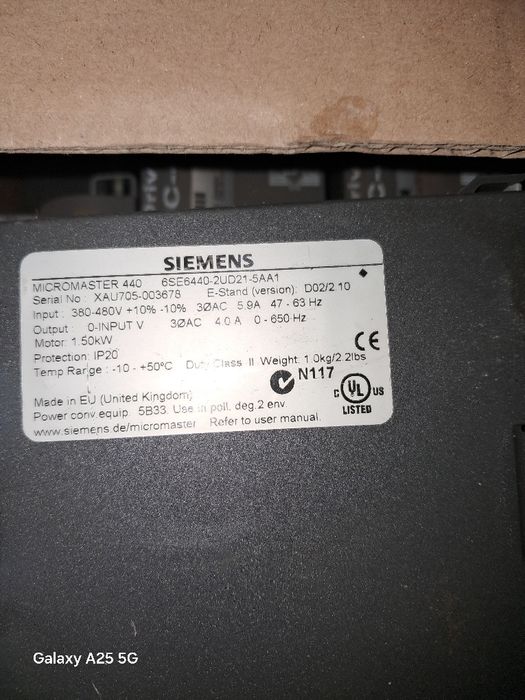 SIEMENS
MICROMASTER 440 6SE6440-2UD21-5AA1
Serial No : XAU705-003678 E-Stand (version): D02/2.10
Input : 380-480V +10% -10% 3ØAC 5.9A 47 - 63 Hz
Output : 0-INPUT V 3ØAC 4.0 A 0 - 650 Hz
Motor: 1.50kW
Protection: IP20
Temp Range : -10 - +50°C Duty Class II Weight: 1.0kg/2.2lbs
CE
N117
Made in EU (United Kingdom)
C UL US
LISTED
Power conv.equip. 5B33. Use in poll. deg.2 env.
www.siemens.de/micromaster Refer to user manual.
Galaxy A25 5G